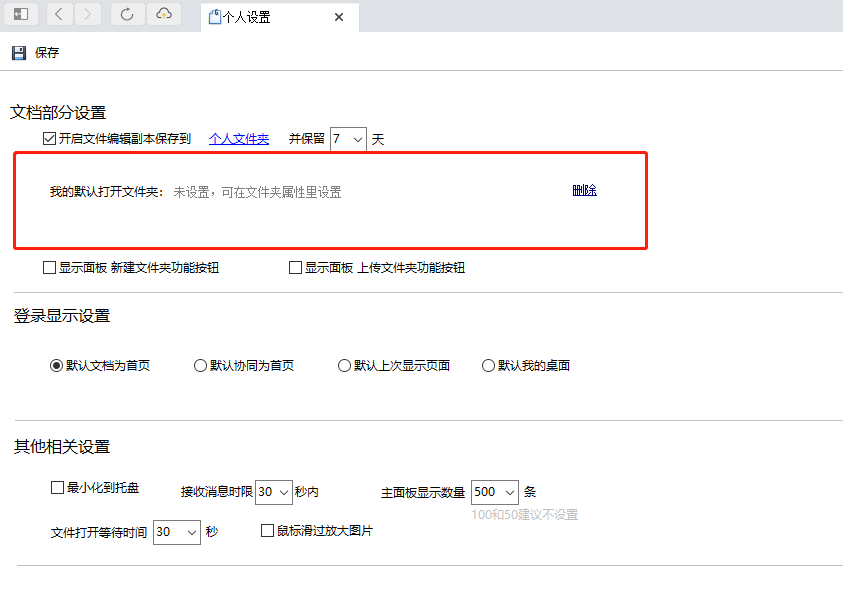 个人设置
保存
文档部分设置
开启文件编辑副本保存到 个人文件夹 并保留 7 天
我的默认打开文件夹： 未设置，可在文件夹属性里设置 删除
显示面板 新建文件夹功能按钮 显示面板 上传文件夹功能按钮
登录显示设置
默认文档为首页 默认协同为首页 默认上次显示页面 默认我的桌面
其他相关设置
最小化到托盘 接收消息时限 30 秒内 主面板显示数量 500 条
100和50建议不设置
文件打开等待时间 30 秒 鼠标滑过放大图片